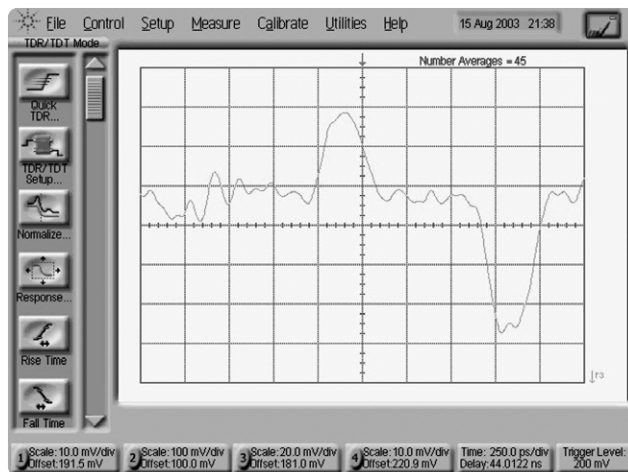 File Control Setup Measure Calibrate Utilities Help 15 Aug 2003 21:38
TDR/TDT Mode
Number Averages = 45
Quick
TDR...
TDR/TDT
Setup...
Normalize...
Response...
Rise Time
Fall Time
1 Scale:10.0 mV/div
Offset:191.5 mV
2 Scale:100 mV/div
Offset:100.0 mV
3 Scale:20.0 mV/div
Offset:181.0 mV
4 Scale:10.0 mV/div
Offset:220.9 mV
Time: 250.0 ps/div
Delay:44.0122 ns
Trigger Level:
200 mV